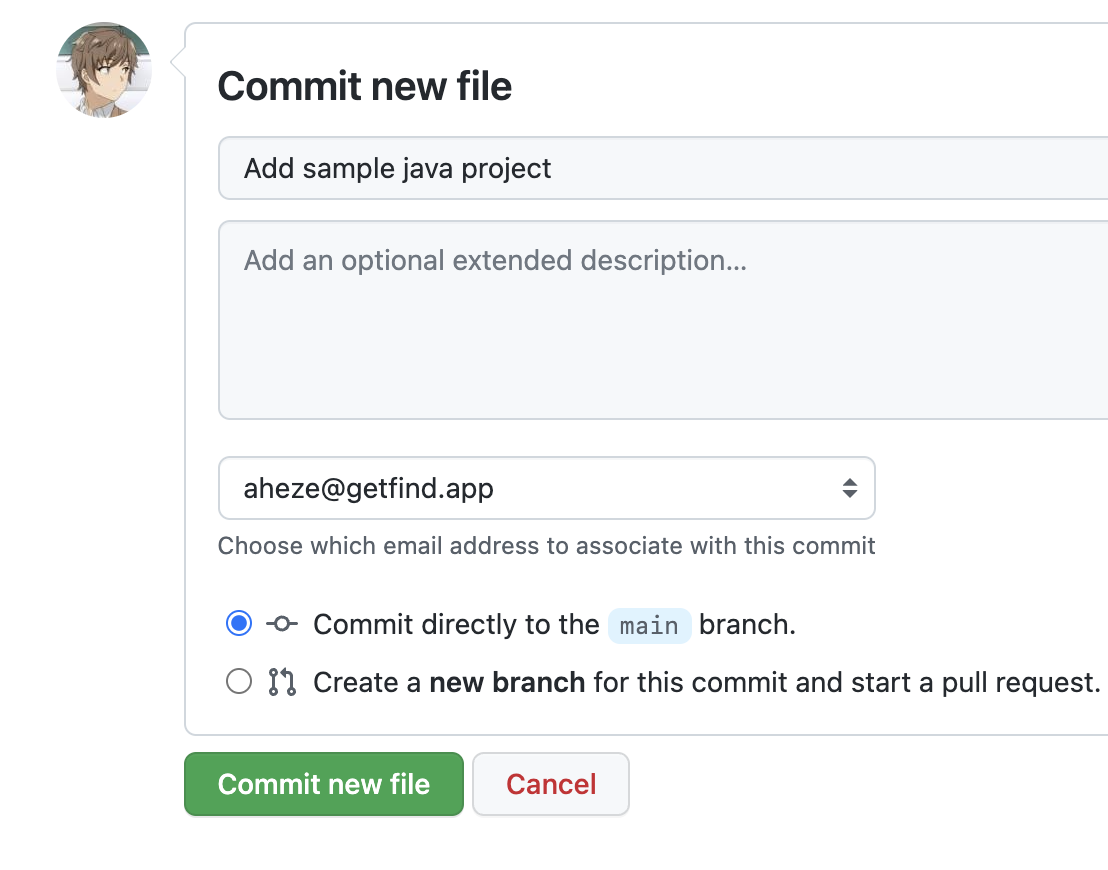 Commit new file
Add sample java project
Add an optional extended description...
aheze@getfind.app
Choose which email address to associate with this commit
Commit directly to the main branch.
Create a new branch for this commit and start a pull request.
Commit new file
Cancel